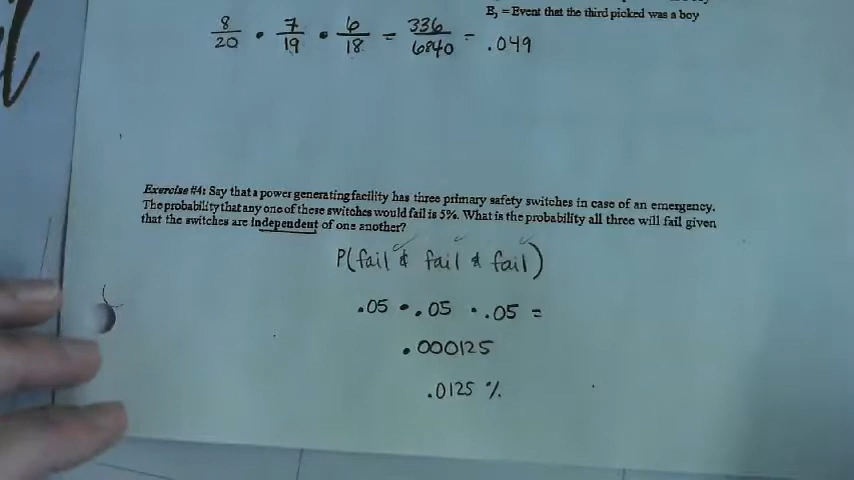 E₃ = Event that the third picked was a boy
8/20 • 7/19 • 6/18 = 336/6840 = .049
Exercise #4: Say that a power generating facility has three primary safety switches in case of an emergency.
The probability that any one of these switches would fail is 5%. What is the probability all three will fail given
that the switches are independent of one another?
P(fail & fail & fail)
.05 • .05 • .05 =
.000125
.0125 %